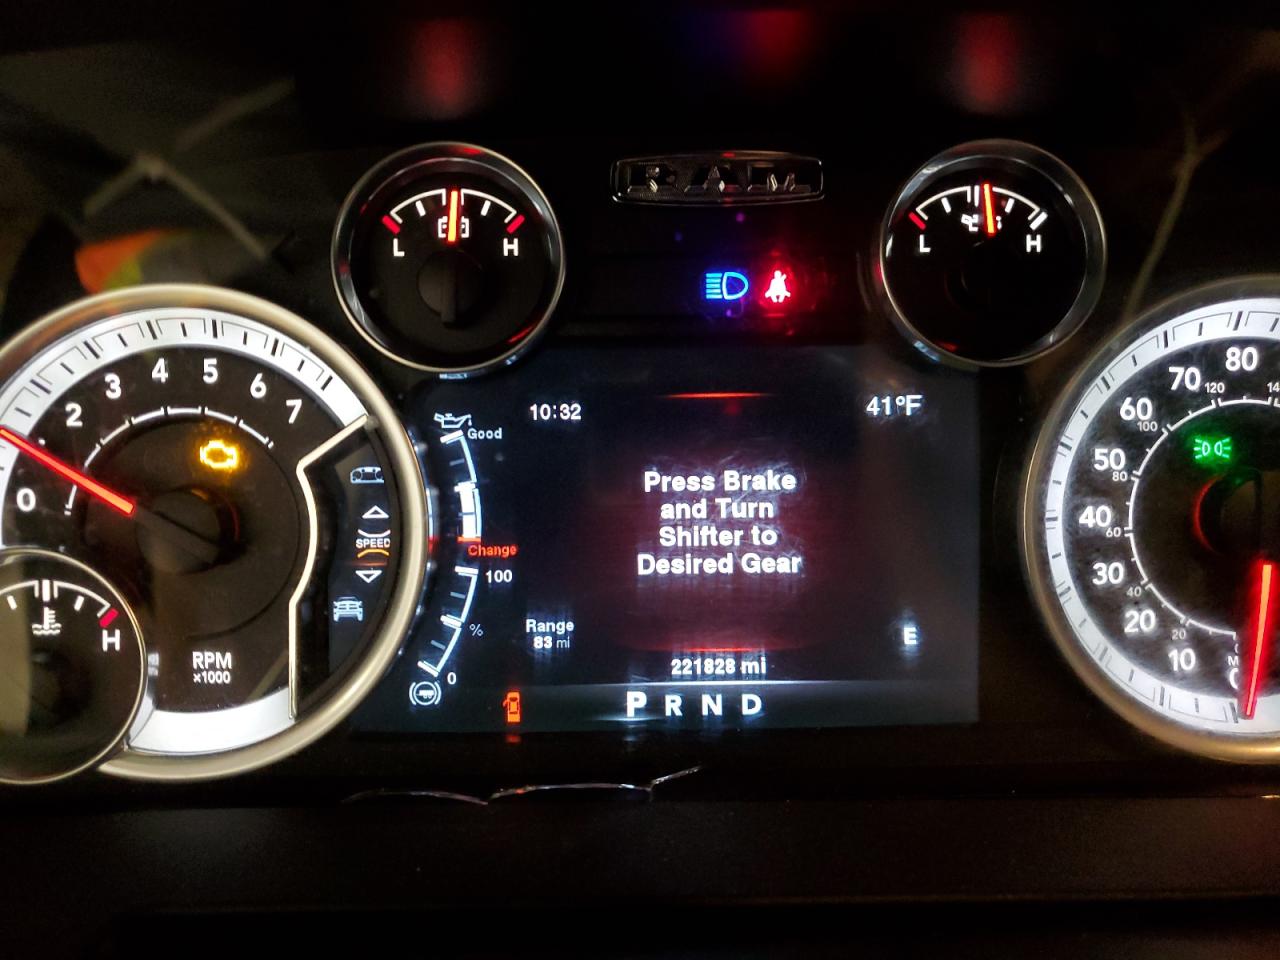 RAM
L H
L H
0 2 3 4 5 6 7
RPM
x1000
H
SPEED
Good
Change
100
%
0
10:32
41°F
Press Brake
and Turn
Shifter to
Desired Gear
Range
83 mi
E
221828 mi
P R N D
10 20 30 40 50 60 70 80
20 40 60 80 100 120